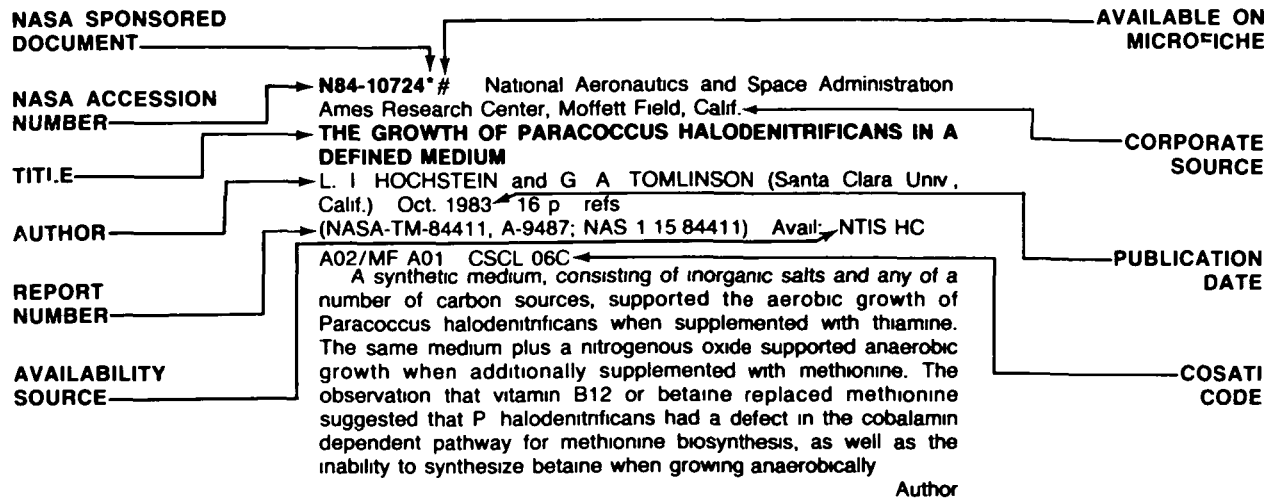 NASA SPONSORED
DOCUMENT
AVAILABLE ON
MICROFICHE
NASA ACCESSION
NUMBER
TITLE
AUTHOR
REPORT
NUMBER
AVAILABILITY
SOURCE
N84-10724*# National Aeronautics and Space Administration
Ames Research Center, Moffett Field, Calif.
THE GROWTH OF PARACOCCUS HALODENITRIFICANS IN A
DEFINED MEDIUM
L. I HOCHSTEIN and G A TOMLINSON (Santa Clara Univ,
Calif.) Oct. 1983 16 p refs
(NASA-TM-84411, A-9487; NAS 1 15 84411) Avail: NTIS HC
A02/MF A01 CSCL 06C
A synthetic medium, consisting of inorganic salts and any of a
number of carbon sources, supported the aerobic growth of
Paracoccus halodenitrificans when supplemented with thiamine.
The same medium plus a nitrogenous oxide supported anaerobic
growth when additionally supplemented with methionine. The
observation that vitamin B12 or betaine replaced methionine
suggested that P halodenitrificans had a defect in the cobalamin
dependent pathway for methionine biosynthesis, as well as the
inability to synthesize betaine when growing anaerobically
Author
CORPORATE
SOURCE
PUBLICATION
DATE
COSATI
CODE